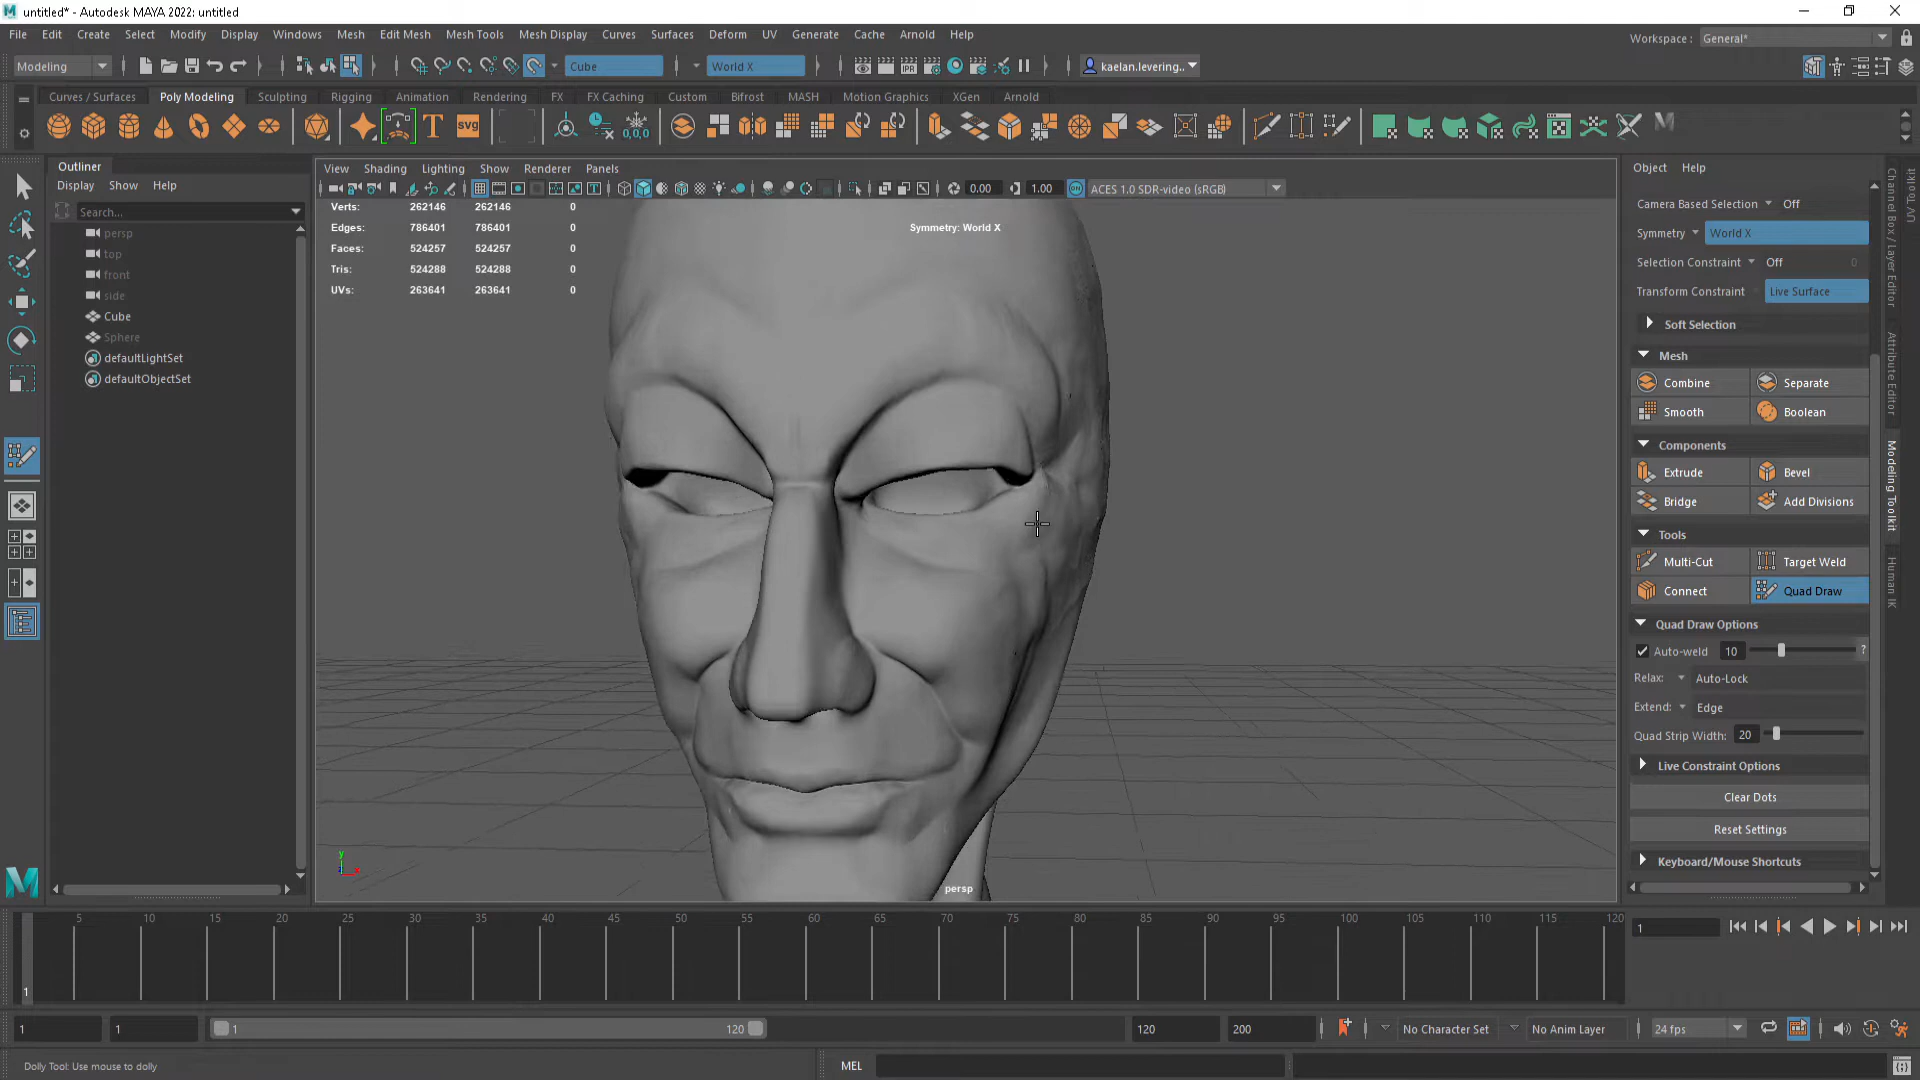 untitled* - Autodesk MAYA 2022: untitled
File Edit Create Select Modify Display Windows Mesh Edit Mesh Mesh Tools Mesh Display Curves Surfaces Deform UV Generate Cache Arnold Help
Workspace : General*
Modeling Cube World X kaelan.levering..
Curves / Surfaces Poly Modeling Sculpting Rigging Animation Rendering FX FX Caching Custom Bifrost MASH Motion Graphics XGen Arnold
T SVG 0,0,0
Outliner
Display Show Help
Search...
persp
top
front
side
Cube
Sphere
defaultLightSet
defaultObjectSet
View Shading Lighting Show Renderer Panels
0.00 1.00 ON ACES 1.0 SDR-video (sRGB)
Verts: 262146 262146 0
Edges: 786401 786401 0
Faces: 524257 524257 0
Tris: 524288 524288 0
UVs: 263641 263641 0
Symmetry: World X
persp
y
x
Object Help
Camera Based Selection Off
Symmetry World X
Selection Constraint Off 0
Transform Constraint Live Surface
Soft Selection
Mesh
Combine Separate
Smooth Boolean
Components
Extrude Bevel
Bridge Add Divisions
Tools
Multi-Cut Target Weld
Connect Quad Draw
Quad Draw Options
Auto-weld 10 ?
Relax: Auto-Lock
Extend: Edge
Quad Strip Width: 20
Live Constraint Options
Clear Dots
Reset Settings
Keyboard/Mouse Shortcuts
Channel Box / Layer Editor
Attribute Editor
Modeling Toolkit
Human IK
UV Toolkit
5 10 15 20 25 30 35 40 45 50 55 60 65 70 75 80 85 90 95 100 105 110 115 120
1
1
1 1 1 120 120 200 No Character Set No Anim Layer 24 fps
Dolly Tool: Use mouse to dolly
MEL